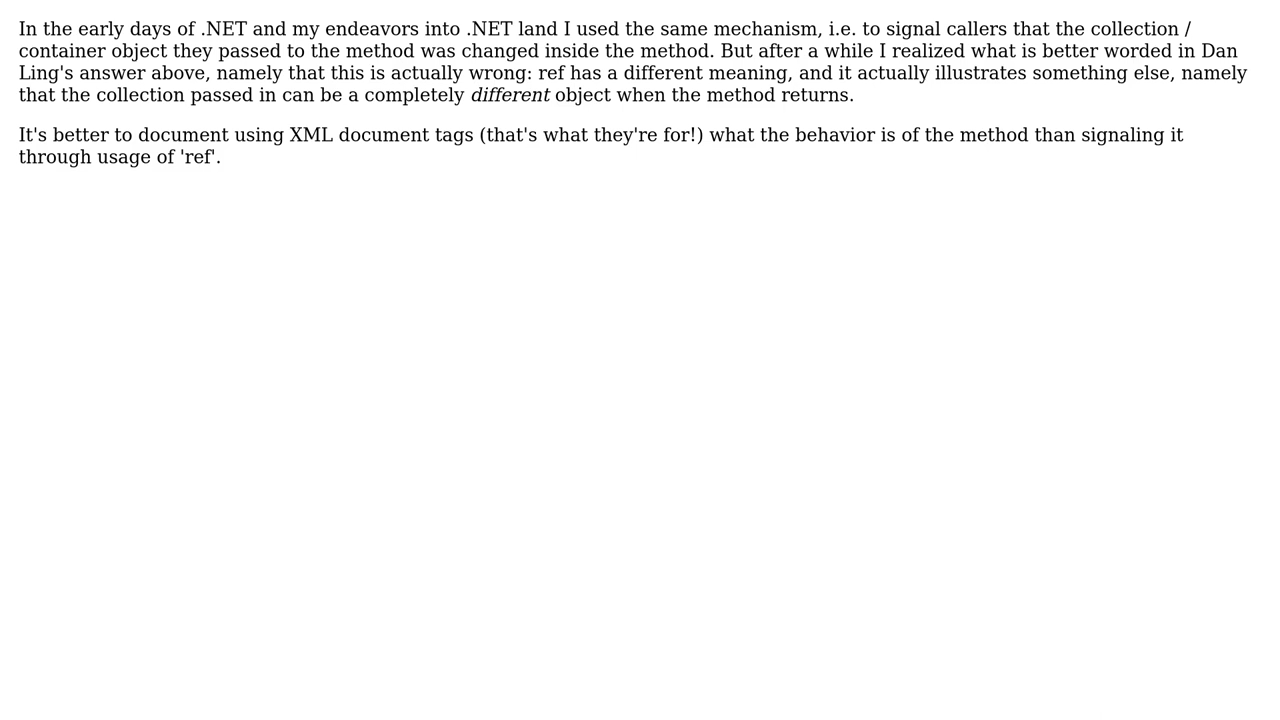 In the early days of .NET and my endeavors into .NET land I used the same mechanism, i.e. to signal callers that the collection /
container object they passed to the method was changed inside the method. But after a while I realized what is better worded in Dan
Ling's answer above, namely that this is actually wrong: ref has a different meaning, and it actually illustrates something else, namely
that the collection passed in can be a completely different object when the method returns.
It's better to document using XML document tags (that's what they're for!) what the behavior is of the method than signaling it
through usage of 'ref'.